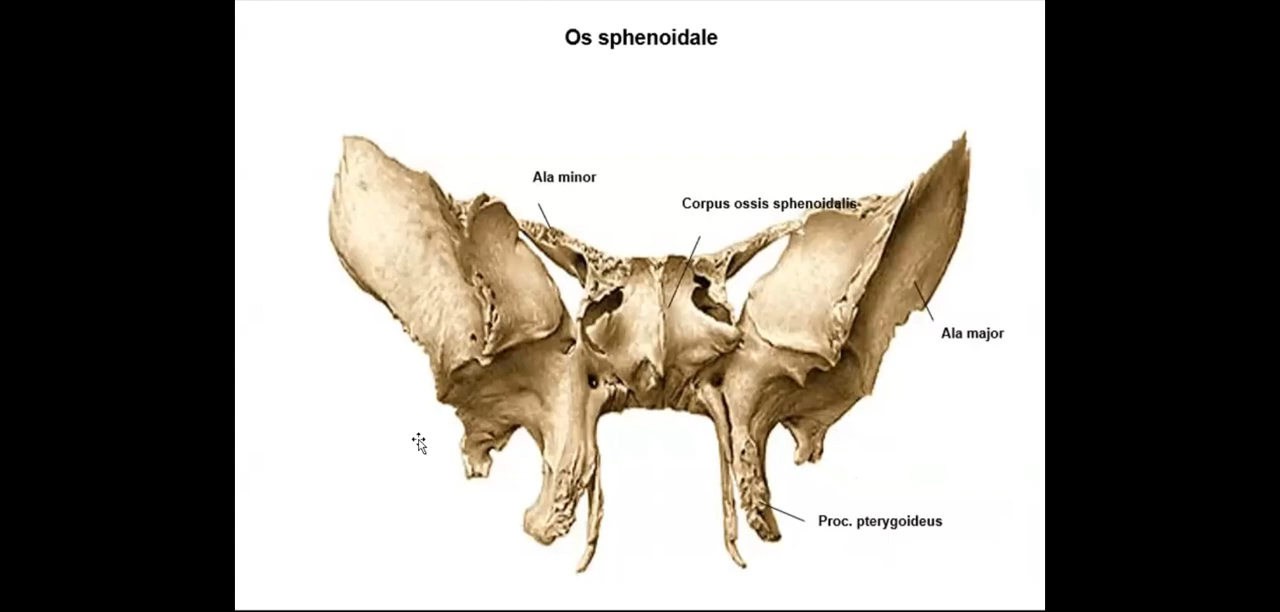 Os sphenoidale
Ala minor
Corpus ossis sphenoidalis
Ala major
Proc. pterygoideus